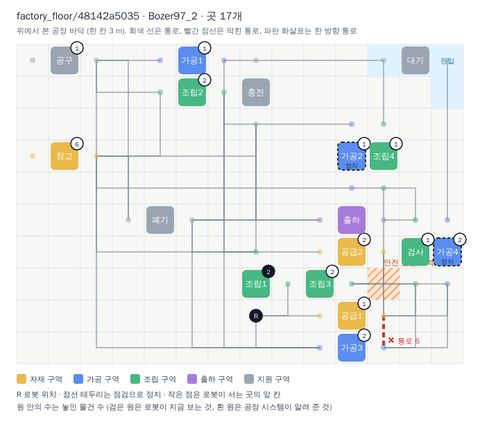 factory_floor/48142a5035 · Bozer97_2 · 곳 17개
위에서 본 공장 바닥 (한 칸 3 m). 회색 선은 통로, 빨간 점선은 막힌 통로, 파란 화살표는 한 방향 통로
공구 1
가공1 1
대기
진입
조립2 2
충전
창고 6
가공2 1
정지
조립4 1
폐기
출하
공급2 2
검사 1
가공4 2
정지
안전
조립1 2
조립3 2
R
공급1 1
통로 6
가공3 2
자재 구역
가공 구역
조립 구역
출하 구역
지원 구역
R 로봇 위치 · 점선 테두리는 점검으로 정지 · 작은 점은 로봇이 서는 곳의 앞 칸
원 안의 수는 놓인 물건 수 (검은 원은 로봇이 지금 보는 것, 흰 원은 공장 시스템이 알려 준 것)